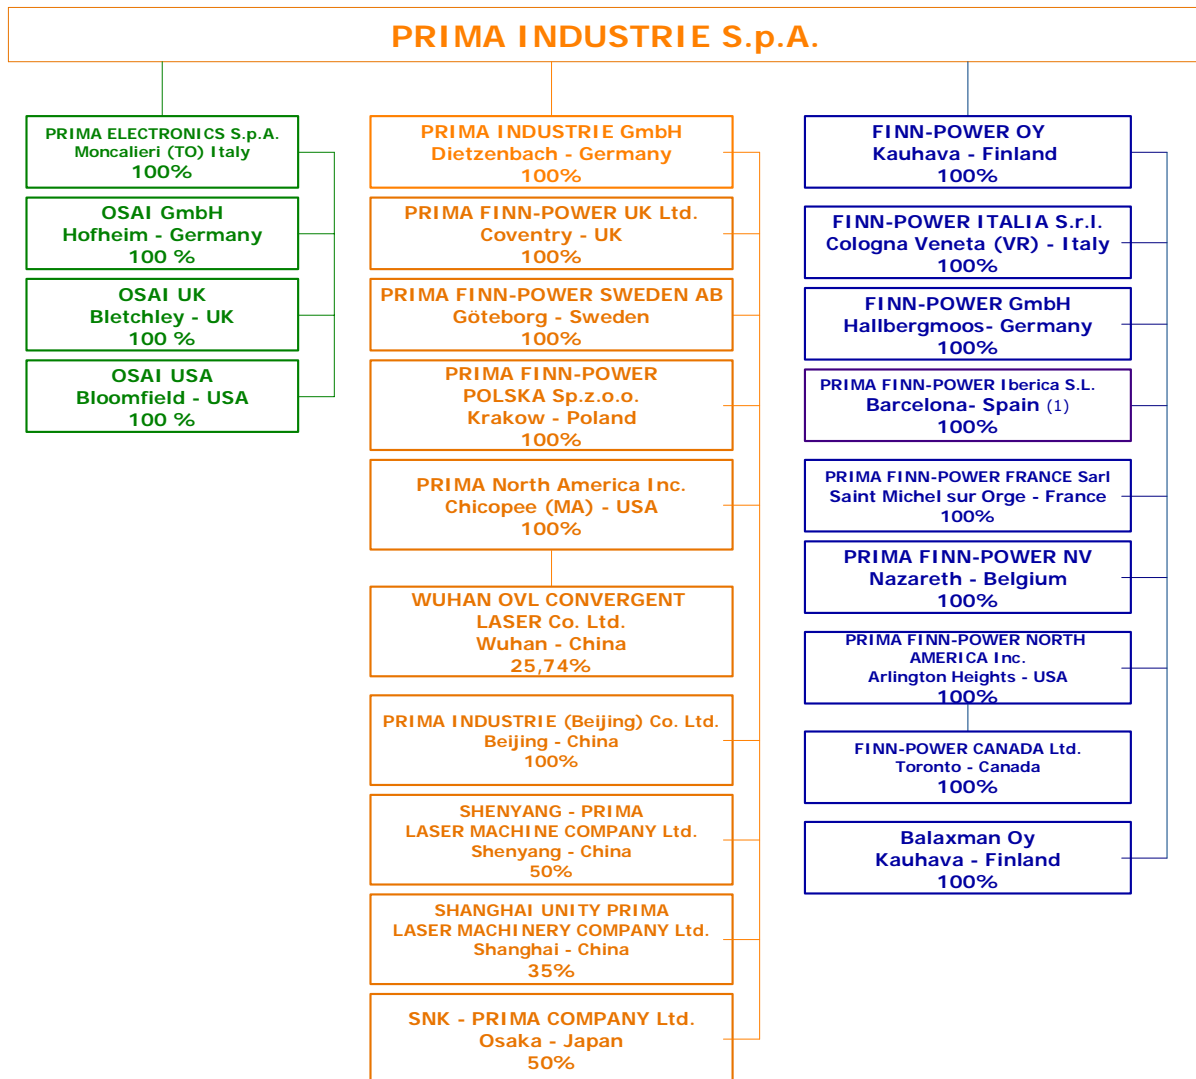 PRIMA INDUSTRIE S.p.A.
PRIMA ELECTRONICS S.p.A.
Moncalieri (TO) Italy
100%
OSAI GmbH
Hofheim - Germany
100 %
OSAI UK
Bletchley - UK
100 %
OSAI USA
Bloomfield - USA
100 %
PRIMA INDUSTRIE GmbH
Dietzenbach - Germany
100%
PRIMA FINN-POWER UK Ltd.
Coventry - UK
100%
PRIMA FINN-POWER SWEDEN AB
Göteborg - Sweden
100%
PRIMA FINN-POWER
POLSKA Sp.z.o.o.
Krakow - Poland
100%
PRIMA North America Inc.
Chicopee (MA) - USA
100%
WUHAN OVL CONVERGENT
LASER Co. Ltd.
Wuhan - China
25,74%
PRIMA INDUSTRIE (Beijing) Co. Ltd.
Beijing - China
100%
SHENYANG - PRIMA
LASER MACHINE COMPANY Ltd.
Shenyang - China
50%
SHANGHAI UNITY PRIMA
LASER MACHINERY COMPANY Ltd.
Shanghai - China
35%
SNK - PRIMA COMPANY Ltd.
Osaka - Japan
50%
FINN-POWER OY
Kauhava - Finland
100%
FINN-POWER ITALIA S.r.l.
Cologna Veneta (VR) - Italy
100%
FINN-POWER GmbH
Hallbergmoos- Germany
100%
PRIMA FINN-POWER Iberica S.L.
Barcelona- Spain (1)
100%
PRIMA FINN-POWER FRANCE Sarl
Saint Michel sur Orge - France
100%
PRIMA FINN-POWER NV
Nazareth - Belgium
100%
PRIMA FINN-POWER NORTH
AMERICA Inc.
Arlington Heights - USA
100%
FINN-POWER CANADA Ltd.
Toronto - Canada
100%
Balaxman Oy
Kauhava - Finland
100%